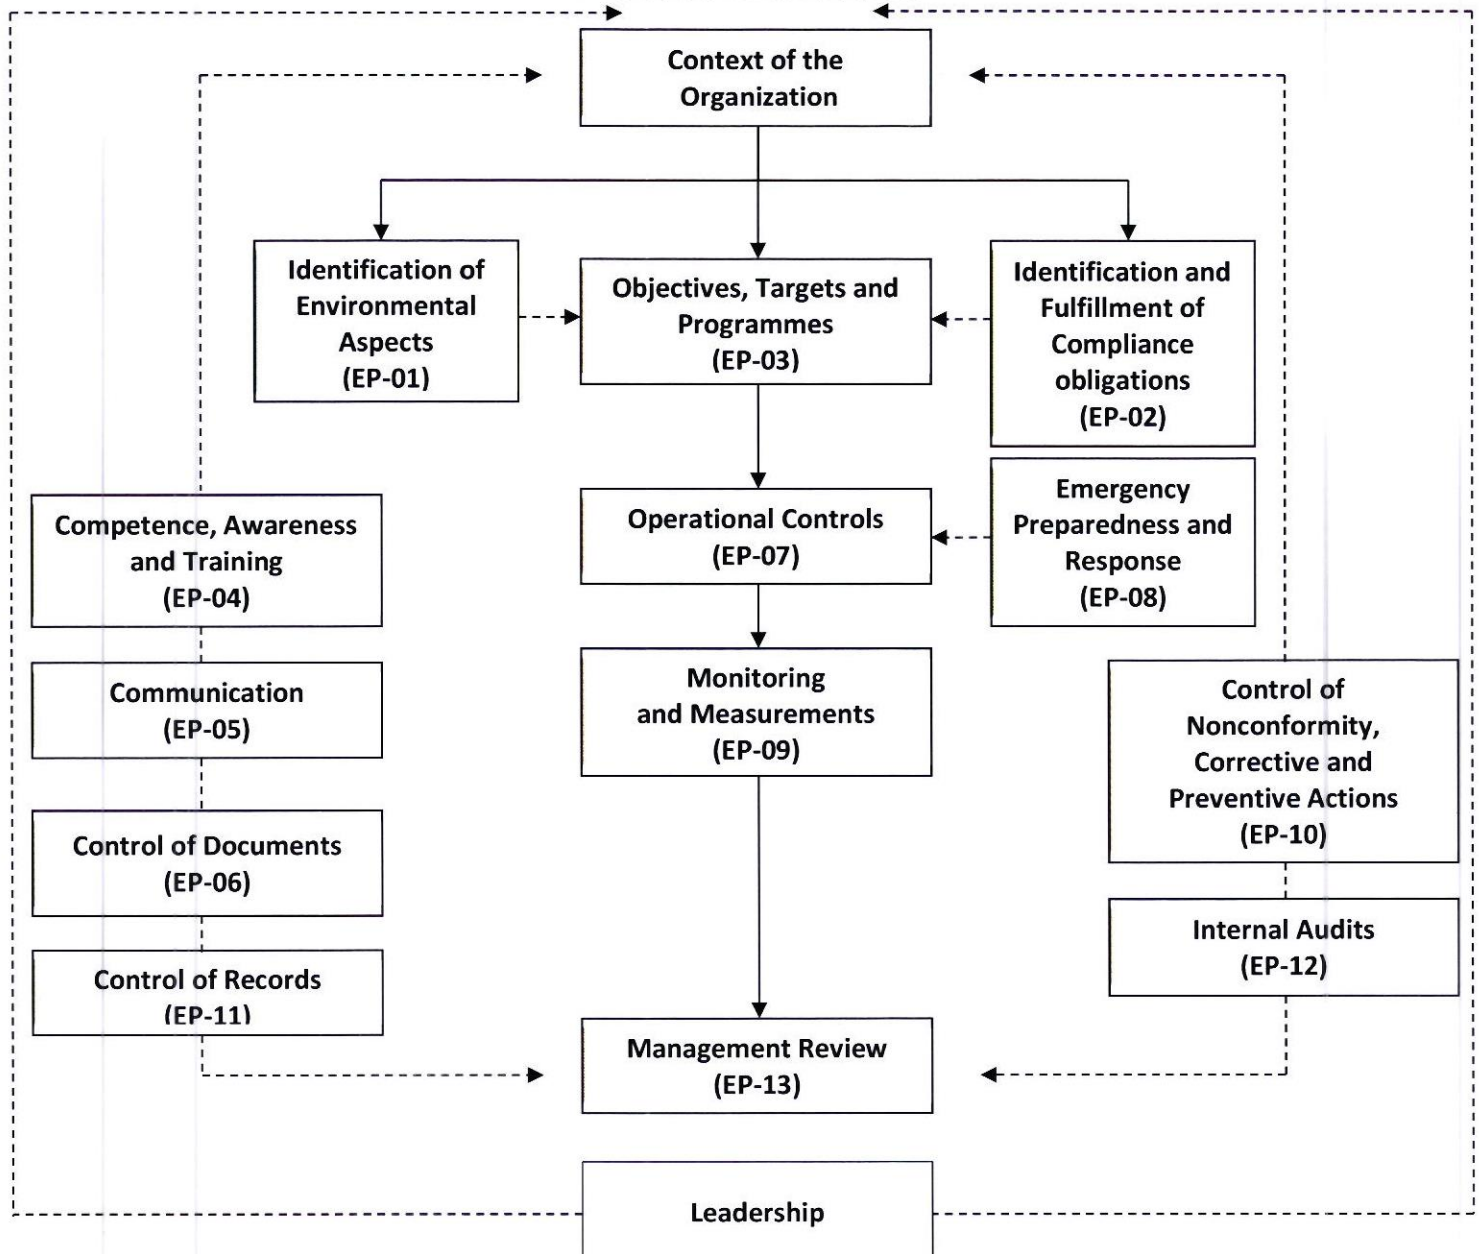 Context of the
Organization
Identification of
Environmental
Aspects
(EP-01)
Objectives, Targets and
Programmes
(EP-03)
Identification and
Fulfillment of
Compliance
obligations
(EP-02)
Competence, Awareness
and Training
(EP-04)
Operational Controls
(EP-07)
Emergency
Preparedness and
Response
(EP-08)
Communication
(EP-05)
Monitoring
and Measurements
(EP-09)
Control of
Nonconformity,
Corrective and
Preventive Actions
(EP-10)
Control of Documents
(EP-06)
Internal Audits
(EP-12)
Control of Records
(EP-11)
Management Review
(EP-13)
Leadership